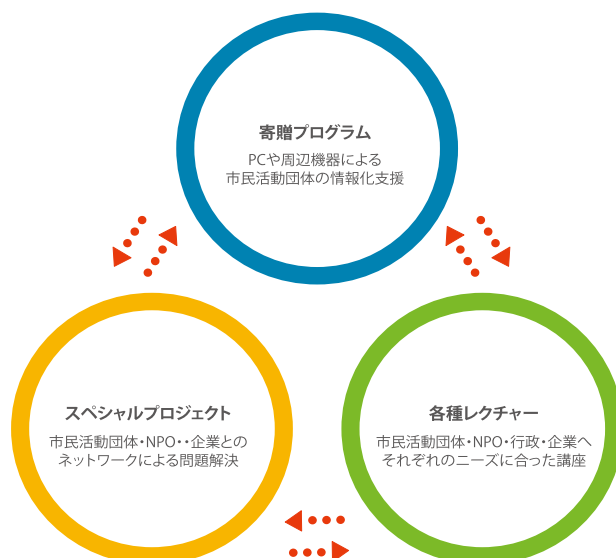 寄贈プログラム
PCや周辺機器による
市民活動団体の情報化支援
スペシャルプロジェクト
市民活動団体・NPO・・企業との
ネットワークによる問題解決
各種レクチャー
市民活動団体・NPO・行政・企業へ
それぞれのニーズに合った講座